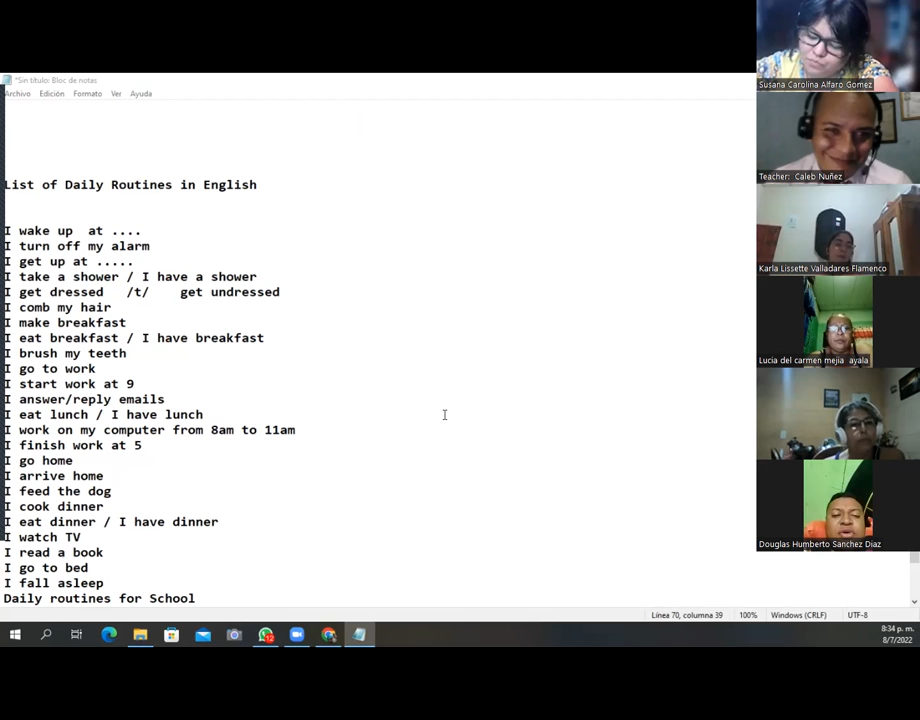 *Sin título: Bloc de notas
Archivo Edición Formato Ver Ayuda
List of Daily Routines in English
I wake up at ....
I turn off my alarm
I get up at .....
I take a shower / I have a shower
I get dressed /t/ get undressed
I comb my hair
I make breakfast
I eat breakfast / I have breakfast
I brush my teeth
I go to work
I start work at 9
I answer/reply emails
I eat lunch / I have lunch
I work on my computer from 8am to 11am
I finish work at 5
I go home
I arrive home
I feed the dog
I cook dinner
I eat dinner / I have dinner
I watch TV
I read a book
I go to bed
I fall asleep
Daily routines for School
Línea 70, columna 39 100% Windows (CRLF) UTF-8
12
8:34 p. m.
8/7/2022
Susana Carolina Alfaro Gomez
Teacher: Caleb Nuñez
Karla Lissette Valladares Flamenco
Lucia del carmen mejia ayala
Douglas Humberto Sanchez Diaz